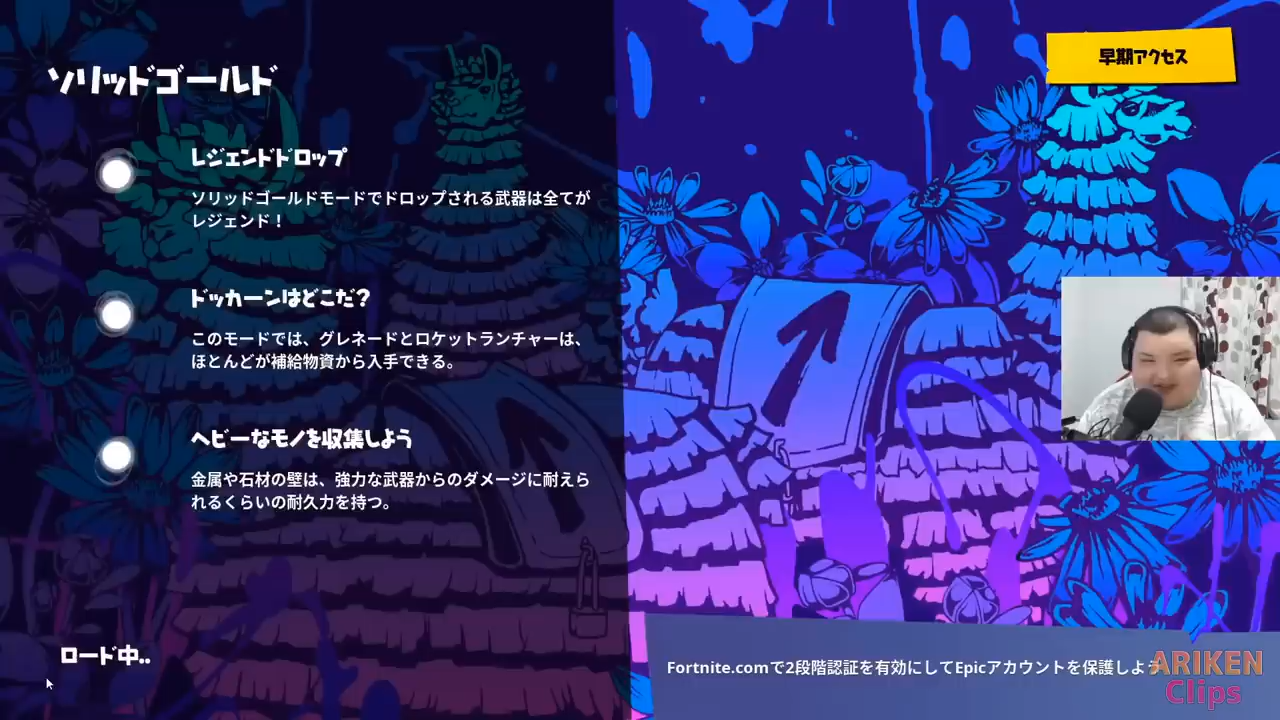 ソリッドゴールド
早期アクセス
レジェンドドロップ
ソリッドゴールドモードでドロップされる武器は全てが
レジェンド！
ドッカーンはどこだ？
このモードでは、グレネードとロケットランチャーは、
ほとんどが補給物資から入手できる。
ヘビーなモノを収集しよう
金属や石材の壁は、強力な武器からのダメージに耐えら
れるくらいの耐久力を持つ。
ロード中..
Fortnite.comで2段階認証を有効にしてEpicアカウントを保護しよう
ARIKEN
Clips